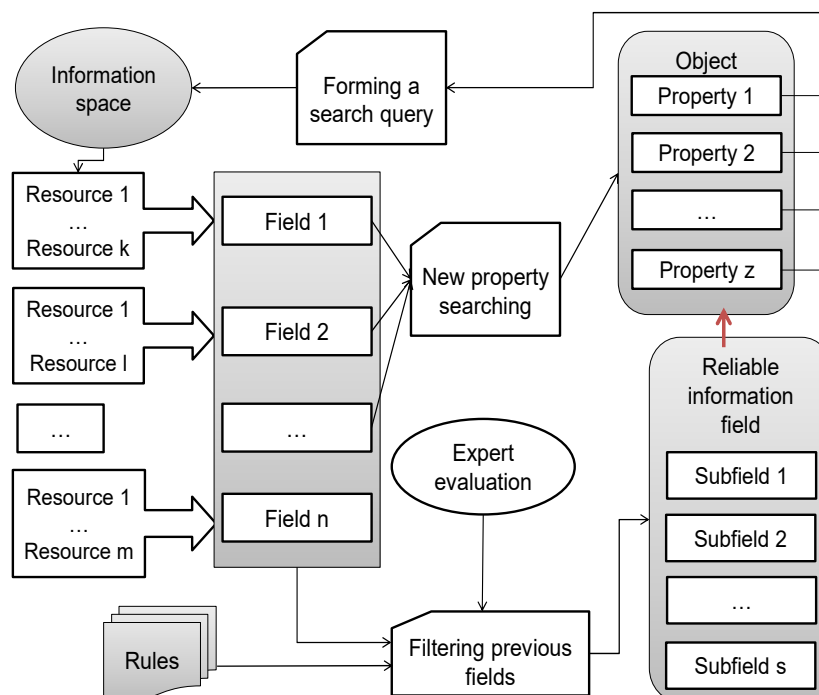 Information
space
Forming a
search query
Object
Property 1
Property 2
…
Property z
Resource 1
…
Resource k
Resource 1
…
Resource l
…
Resource 1
…
Resource m
Field 1
Field 2
…
Field n
New property
searching
Expert
evaluation
Reliable
information
field
Subfield 1
Subfield 2
…
Subfield s
Rules
Filtering previous
fields